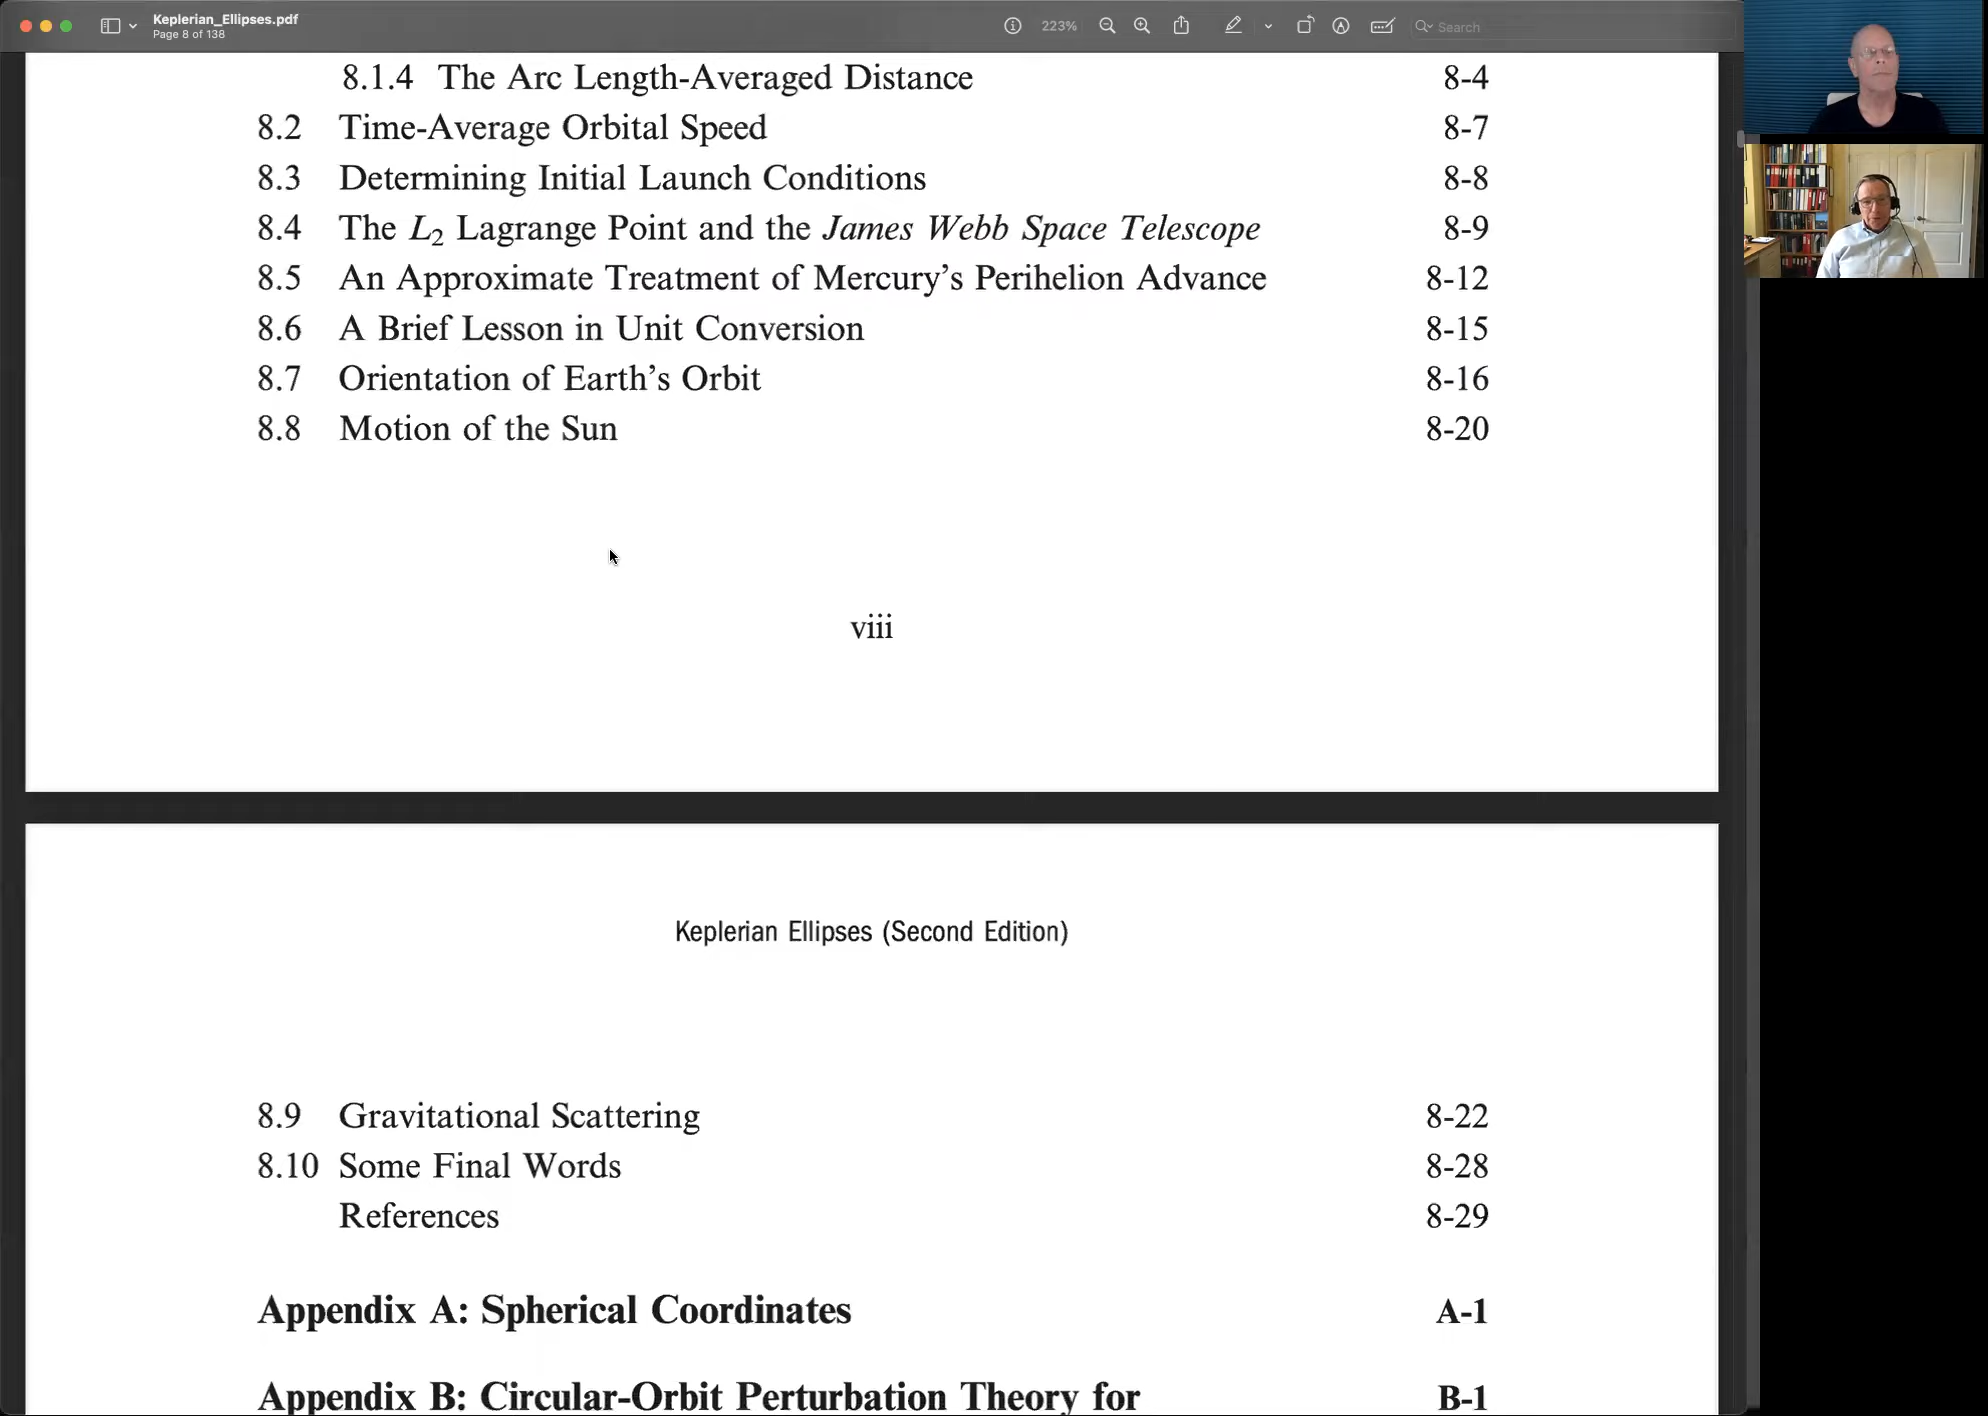 Keplerian_Ellipses.pdf
Page 8 of 138
223%
Search
8.1.4 The Arc Length-Averaged Distance 8-4
8.2 Time-Average Orbital Speed 8-7
8.3 Determining Initial Launch Conditions 8-8
8.4 The L₂ Lagrange Point and the James Webb Space Telescope 8-9
8.5 An Approximate Treatment of Mercury’s Perihelion Advance 8-12
8.6 A Brief Lesson in Unit Conversion 8-15
8.7 Orientation of Earth’s Orbit 8-16
8.8 Motion of the Sun 8-20
viii
Keplerian Ellipses (Second Edition)
8.9 Gravitational Scattering 8-22
8.10 Some Final Words 8-28
References 8-29
Appendix A: Spherical Coordinates A-1
Appendix B: Circular-Orbit Perturbation Theory for B-1